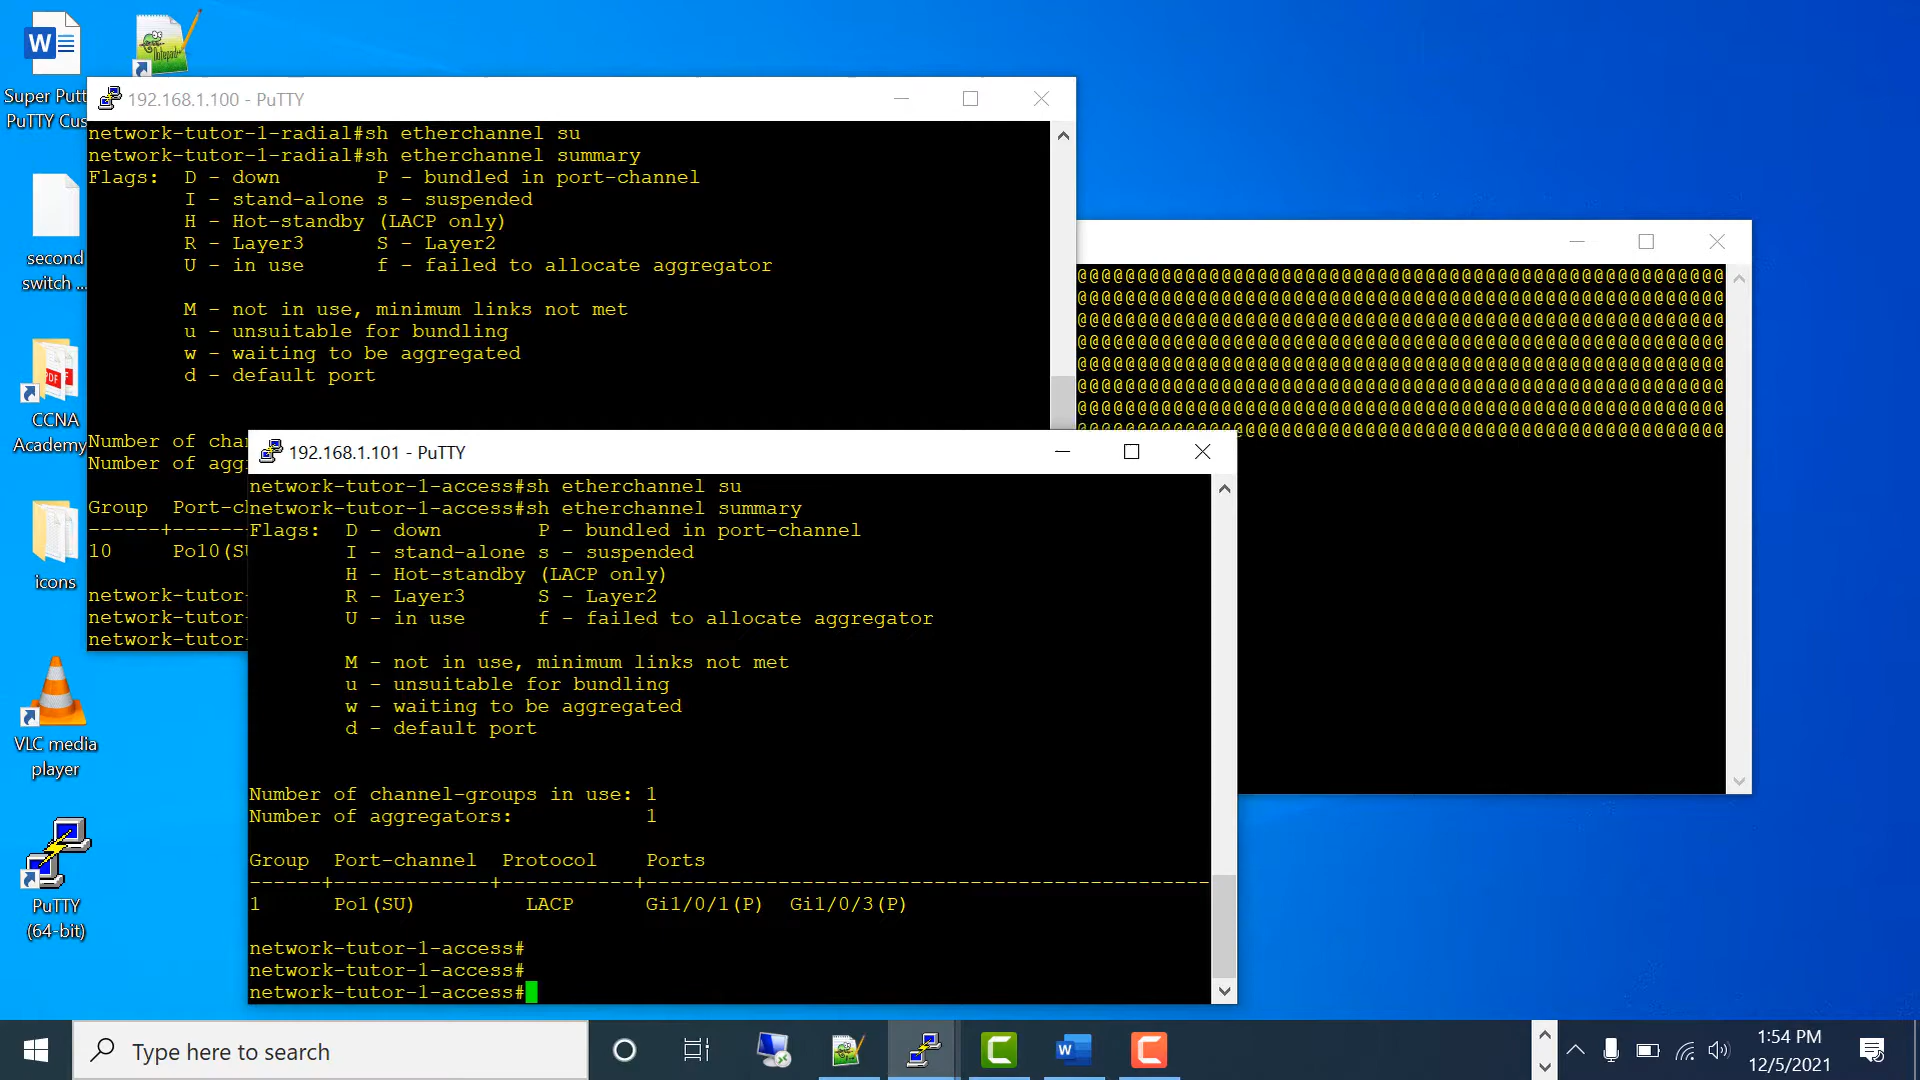 Super Putt
PuTTY Cus
Notepad++
second
switch ...
CCNA
Academy
icons
VLC media
player
PuTTY
(64-bit)
192.168.1.100 - PuTTY
network-tutor-1-radial#sh etherchannel su
network-tutor-1-radial#sh etherchannel summary
Flags:  D - down        P - bundled in port-channel
I - stand-alone s - suspended
H - Hot-standby (LACP only)
R - Layer3      S - Layer2
U - in use      f - failed to allocate aggregator
M - not in use, minimum links not met
u - unsuitable for bundling
w - waiting to be aggregated
d - default port
Number of cha
Number of agg
Group  Port-c
------+------
10     Po10(SU
network-tutor-
network-tutor-
network-tutor-
@@@@@@@@@@@@@@@@@@@@@@@@@@@@@@@@@@@@@@@@@@@@@@@@@@@@@@
@@@@@@@@@@@@@@@@@@@@@@@@@@@@@@@@@@@@@@@@@@@@@@@@@@@@@@
@@@@@@@@@@@@@@@@@@@@@@@@@@@@@@@@@@@@@@@@@@@@@@@@@@@@@@
@@@@@@@@@@@@@@@@@@@@@@@@@@@@@@@@@@@@@@@@@@@@@@@@@@@@@@
@@@@@@@@@@@@@@@@@@@@@@@@@@@@@@@@@@@@@@@@@@@@@@@@@@@@@@
@@@@@@@@@@@@@@@@@@@@@@@@@@@@@@@@@@@@@@@@@@@@@@@@@@@@@@
@@@@@@@@@@@@@@@@@@@@@@@@@@@@@@@@@@@@@@@@@@@@@@@@@@@@@@
@@@@@@@@@@@@@@@@@@@@@@@@@@@@@@@@@@@@@@@@@@@@@@@@@@@@@@
192.168.1.101 - PuTTY
network-tutor-1-access#sh etherchannel su
network-tutor-1-access#sh etherchannel summary
Flags:  D - down        P - bundled in port-channel
I - stand-alone s - suspended
H - Hot-standby (LACP only)
R - Layer3      S - Layer2
U - in use      f - failed to allocate aggregator
M - not in use, minimum links not met
u - unsuitable for bundling
w - waiting to be aggregated
d - default port
Number of channel-groups in use: 1
Number of aggregators:           1
Group  Port-channel  Protocol    Ports
------+-------------+-----------+-----------------------------------------------
1      Po1(SU)         LACP      Gi1/0/1(P)  Gi1/0/3(P)
network-tutor-1-access#
network-tutor-1-access#
network-tutor-1-access#
Type here to search
1:54 PM
12/5/2021